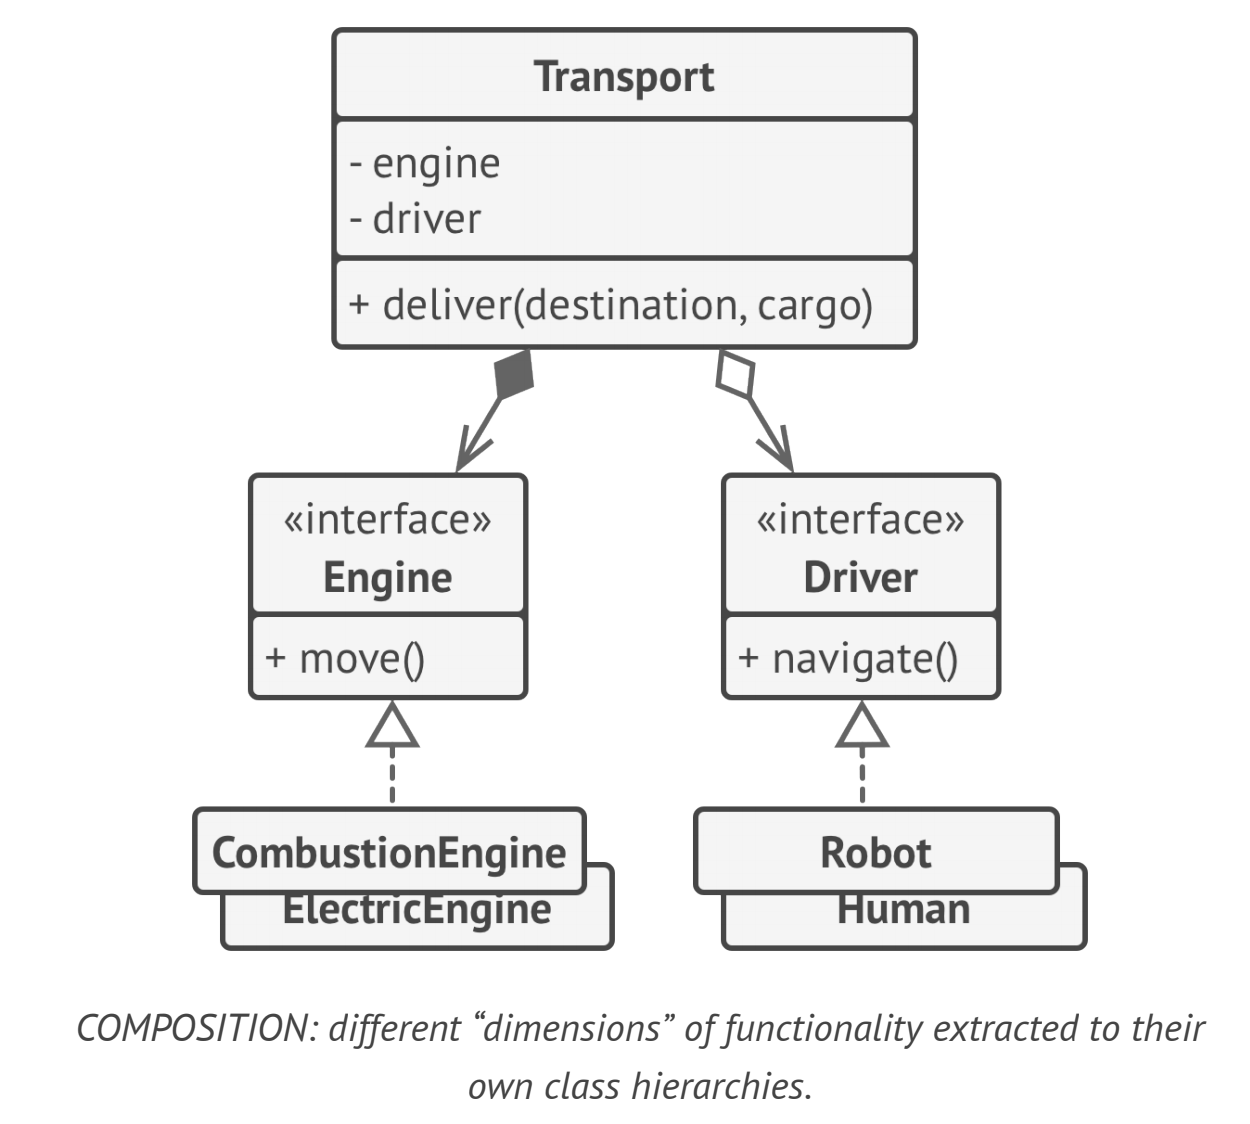 Transport
- engine
- driver
+ deliver(destination, cargo)
«interface»
Engine
+ move()
«interface»
Driver
+ navigate()
CombustionEngine
ElectricEngine
Robot
Human
COMPOSITION: different “dimensions” of functionality extracted to their
own class hierarchies.